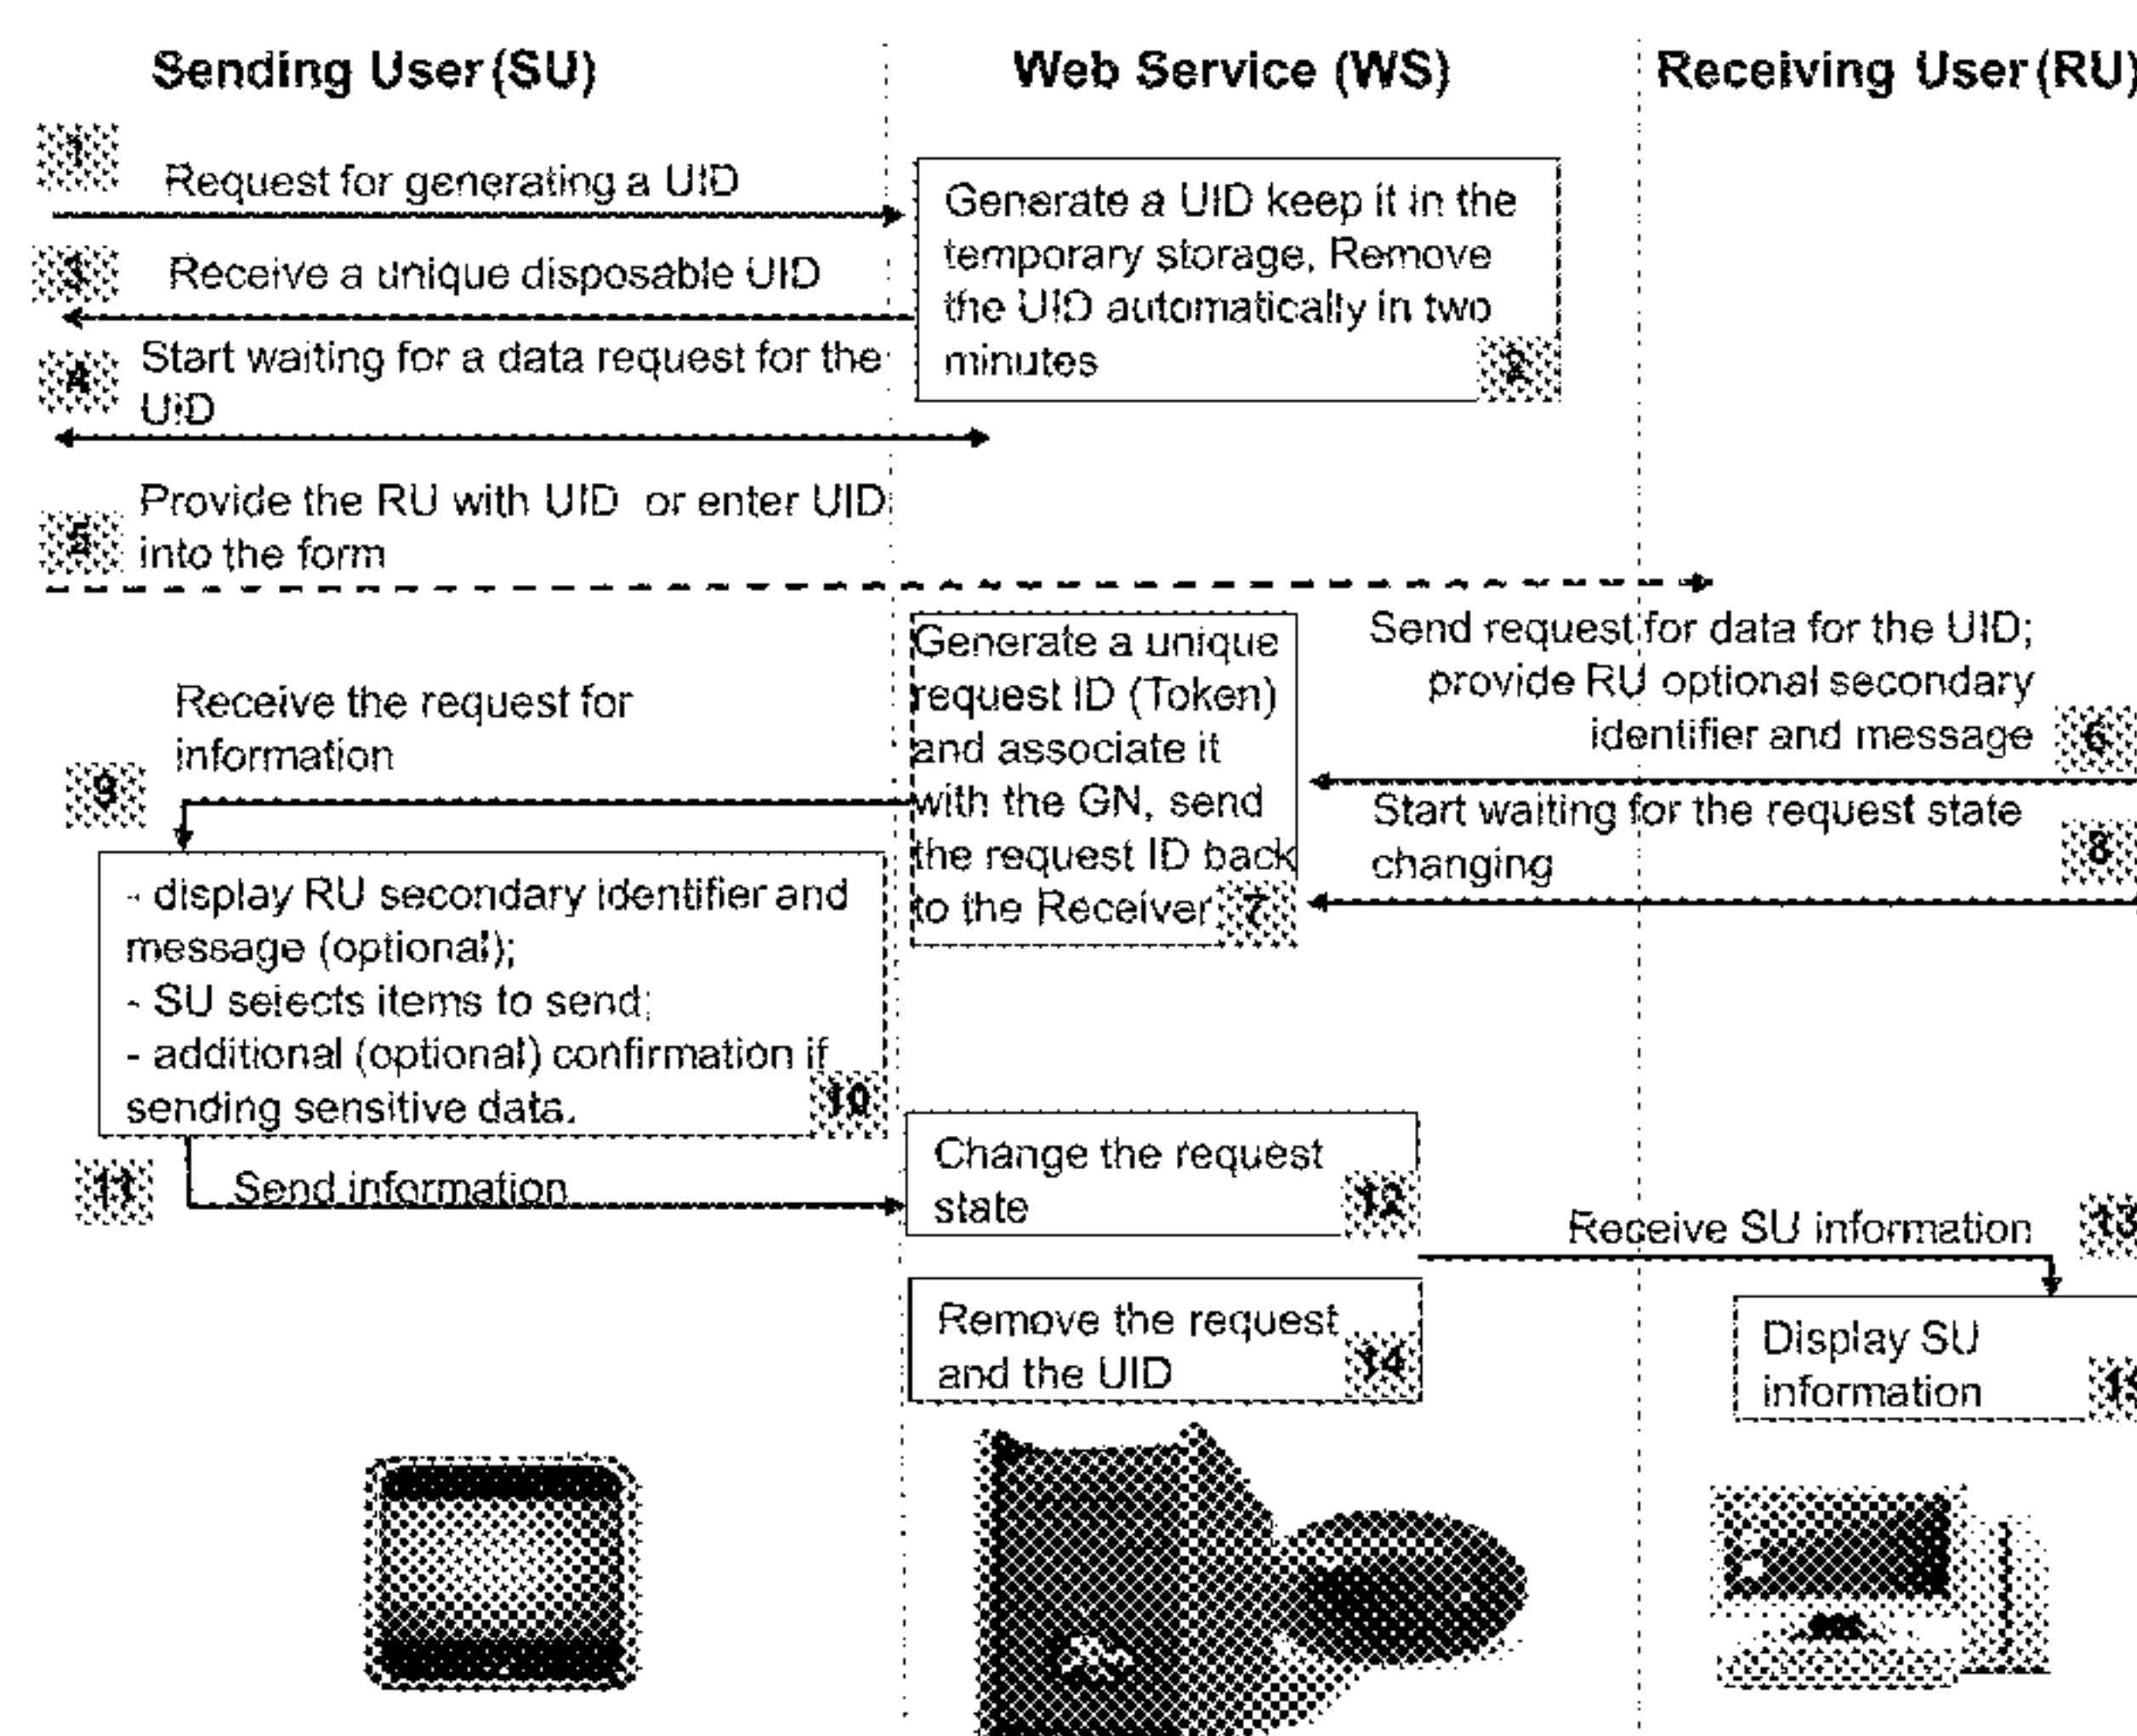 Sending User (SU)
Web Service (WS)
Receiving User (RU)
1
Request for generating a UID
Generate a UID keep it in the
temporary storage. Remove
the UID automatically in two
minutes
2
3
Receive a unique disposable UID
4
Start waiting for a data request for the
UID
5
Provide the RU with UID or enter UID
into the form
Send request for data for the UID;
provide RU optional secondary
identifier and message
6
Generate a unique
request ID (Token)
and associate it
with the GN, send
the request ID back
to the Receiver
7
Start waiting for the request state
changing
8
Receive the request for
information
9
- display RU secondary identifier and
message (optional);
- SU selects items to send;
- additional (optional) confirmation if
sending sensitive data.
10
11
Send information
Change the request
state
12
Receive SU information
13
Remove the request
and the UID
14
Display SU
information